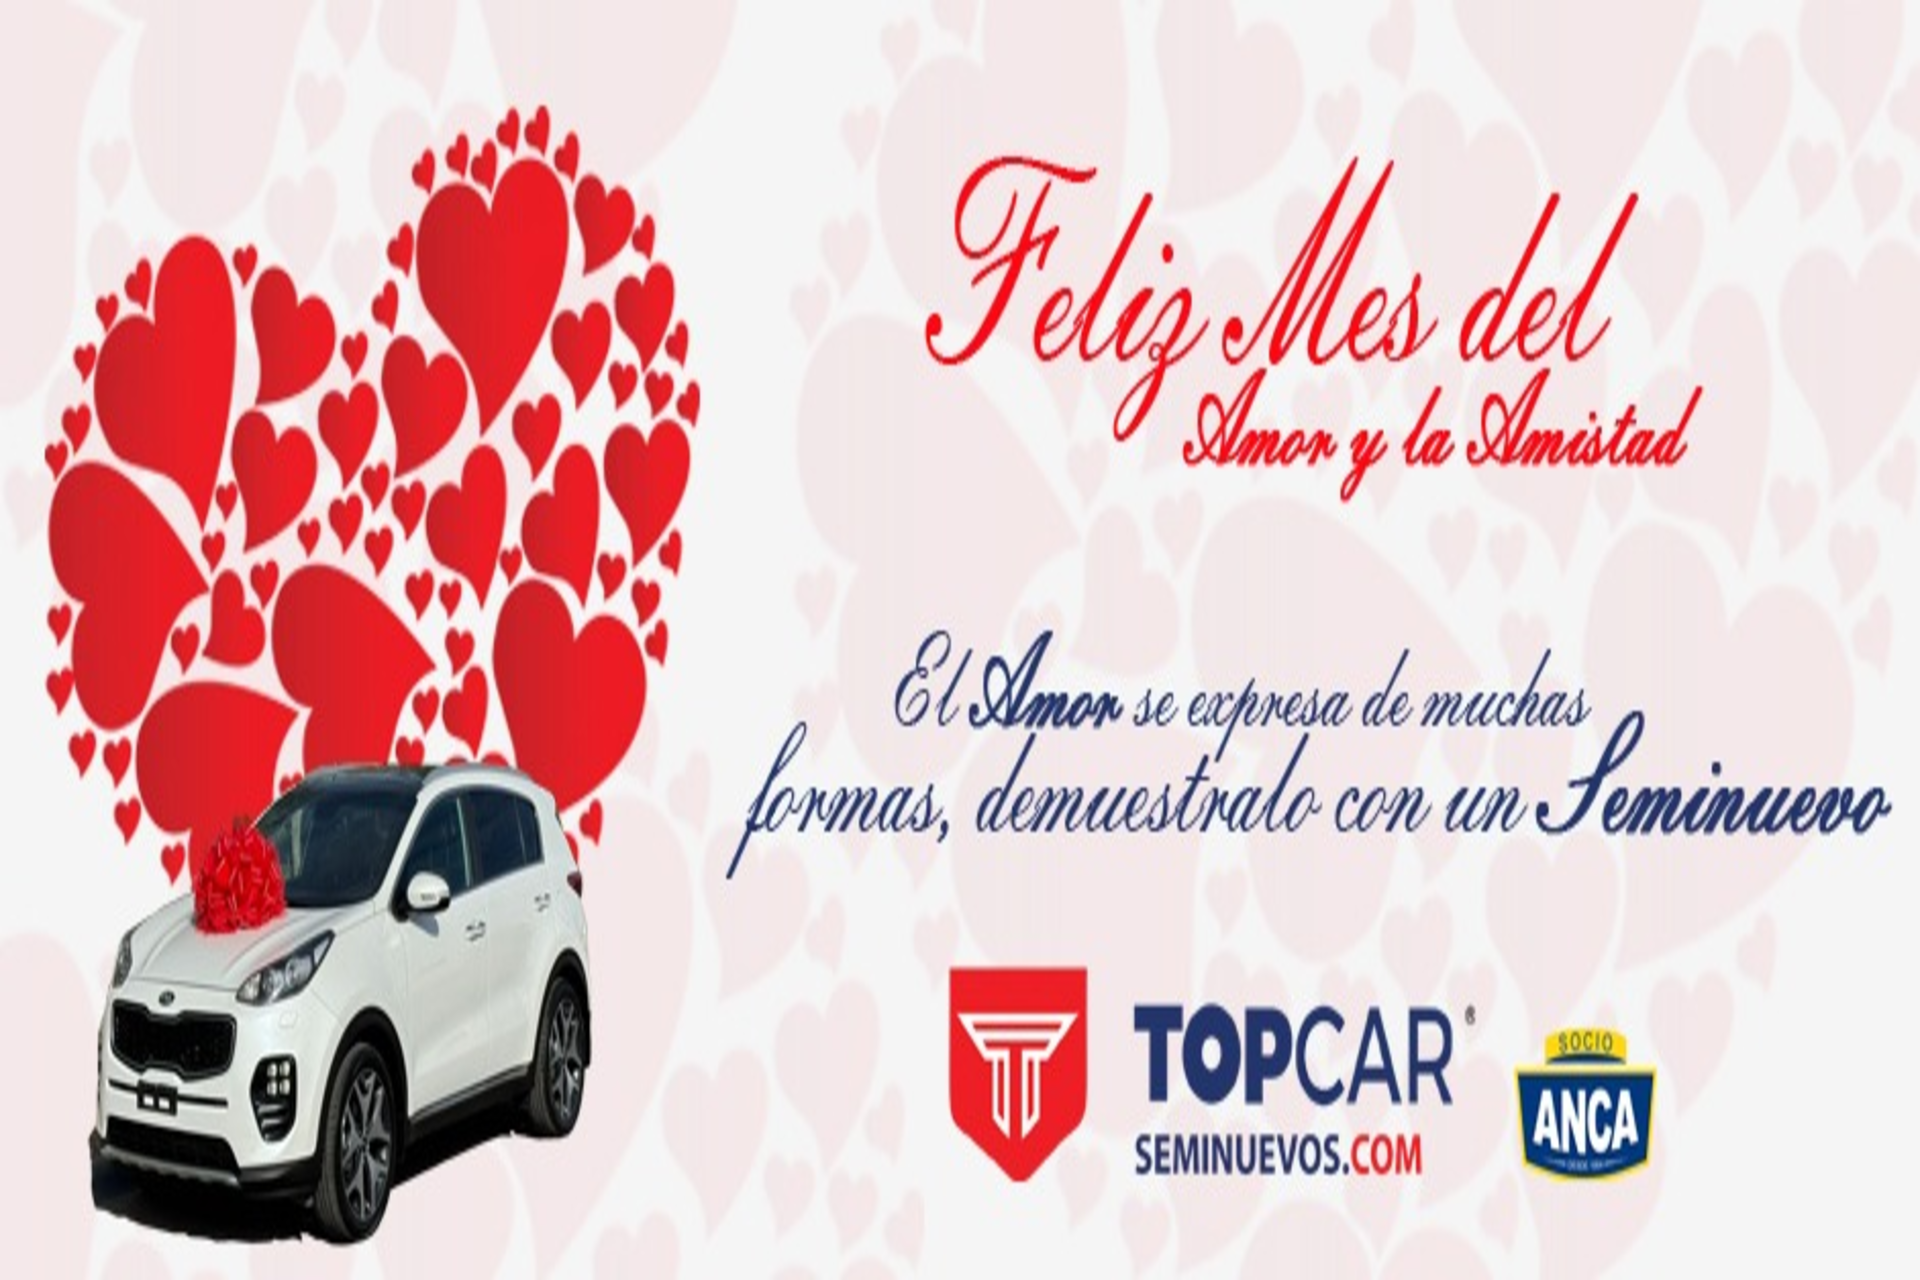 Feliz Mes del
Amor y la Amistad
El Amor se expresa de muchas
formas, demuestralo con un Seminuevo
TOPCAR®
SEMINUEVOS.COM
SOCIO
ANCA